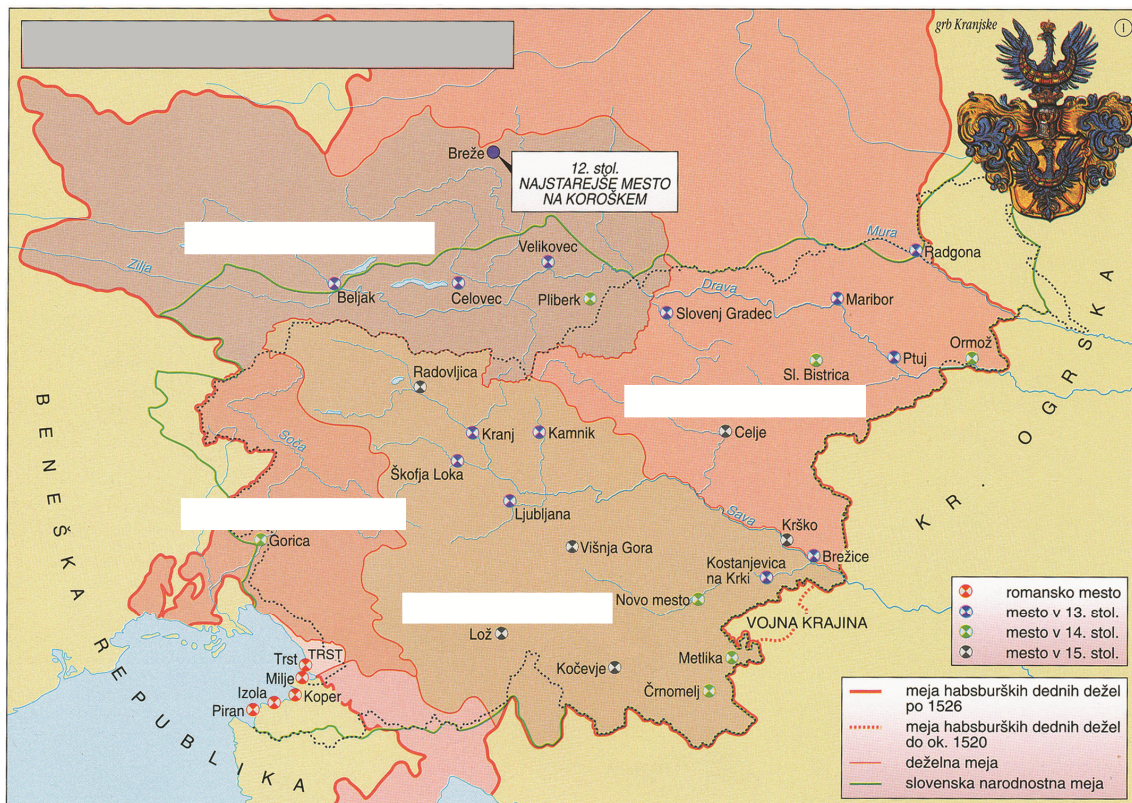 grb Kranjske
I
Breže
12. stol.
NAJSTAREJŠE MESTO
NA KOROŠKEM
Mura
Radgona
Velikovec
Zilja
Beljak
Celovec
Pliberk
Drava
Maribor
Slovenj Gradec
Ormož
Ptuj
Sl. Bistrica
Radovljica
Soča
Kranj
Kamnik
Celje
Škofja Loka
Ljubljana
Sava
Gorica
Višnja Gora
Krško
Brežice
Kostanjevica
na Krki
Novo mesto
VOJNA KRAJINA
Lož
Kočevje
Metlika
Črnomelj
Trst
TRST
Milje
Izola
Koper
Piran
BENEŠKA REPUBLIKA
KR. OGRSKA
romansko mesto
mesto v 13. stol.
mesto v 14. stol.
mesto v 15. stol.
meja habsburških dednih dežel
po 1526
meja habsburških dednih dežel
do ok. 1520
deželna meja
slovenska narodnostna meja